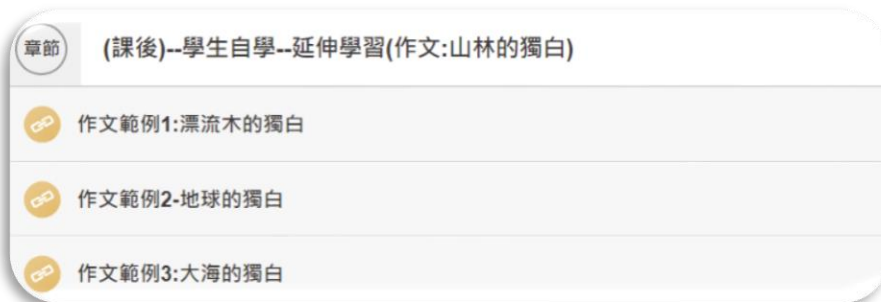 章節
(課後)--學生自學--延伸學習(作文:山林的獨白)
作文範例1:漂流木的獨白
作文範例2-地球的獨白
作文範例3:大海的獨白